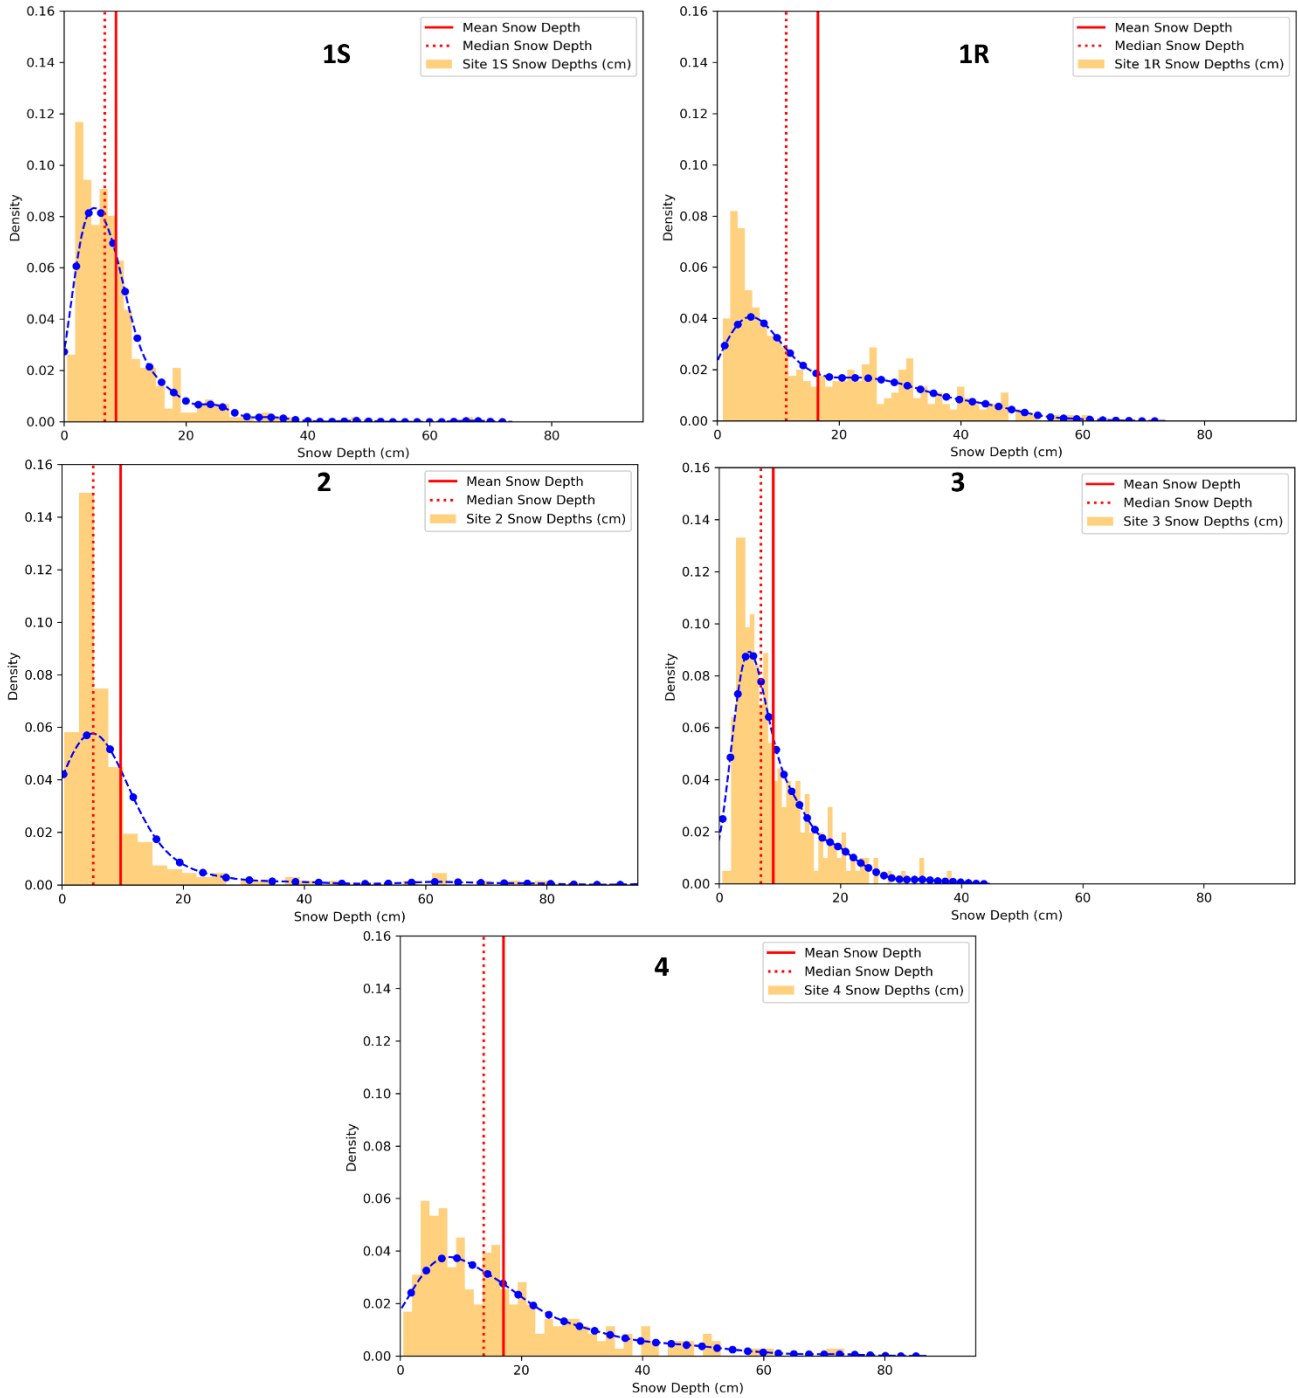 1S
Mean Snow Depth
Median Snow Depth
Site 1S Snow Depths (cm)
Density
0.16
0.14
0.12
0.10
0.08
0.06
0.04
0.02
0.00
0 20 40 60 80
Snow Depth (cm)
1R
Mean Snow Depth
Median Snow Depth
Site 1R Snow Depths (cm)
Density
0.16
0.14
0.12
0.10
0.08
0.06
0.04
0.02
0.00
0 20 40 60 80
Snow Depth (cm)
2
Mean Snow Depth
Median Snow Depth
Site 2 Snow Depths (cm)
Density
0.16
0.14
0.12
0.10
0.08
0.06
0.04
0.02
0.00
0 20 40 60 80
Snow Depth (cm)
3
Mean Snow Depth
Median Snow Depth
Site 3 Snow Depths (cm)
Density
0.16
0.14
0.12
0.10
0.08
0.06
0.04
0.02
0.00
0 20 40 60 80
Snow Depth (cm)
4
Mean Snow Depth
Median Snow Depth
Site 4 Snow Depths (cm)
Density
0.16
0.14
0.12
0.10
0.08
0.06
0.04
0.02
0.00
0 20 40 60 80
Snow Depth (cm)